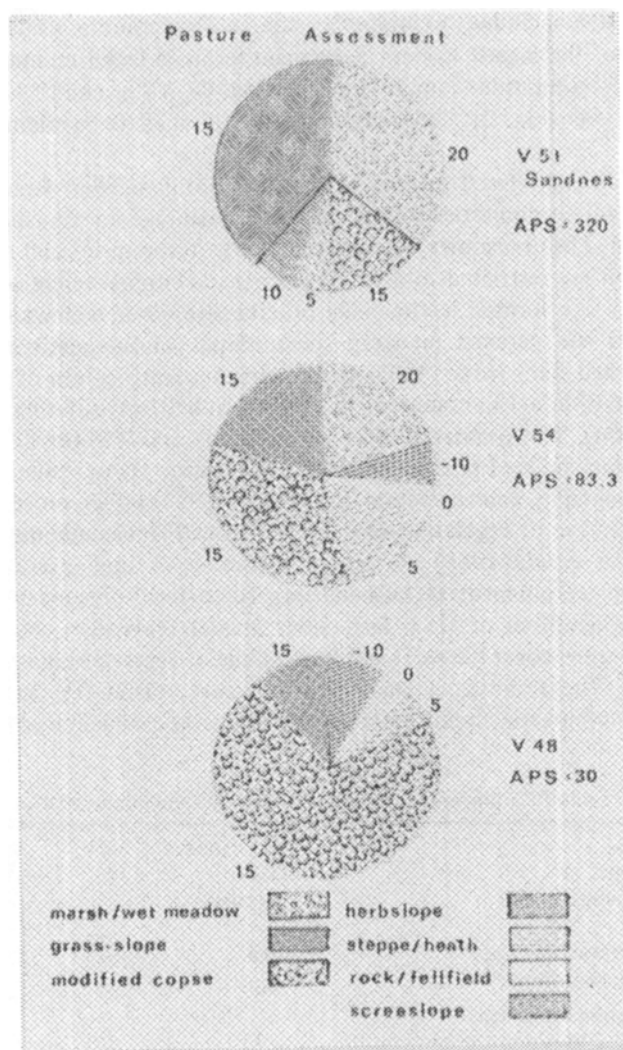 Pasture Assessment
15
20
V 51
Sandnes
APS = 320
10
5
15
15
20
V 54
-10
APS = 83.3
0
15
5
15
-10
0
5
V 48
APS = 30
15
marsh/wet meadow
herbslope
grass-slope
steppe/heath
modified copse
rock/fellfield
screeslope